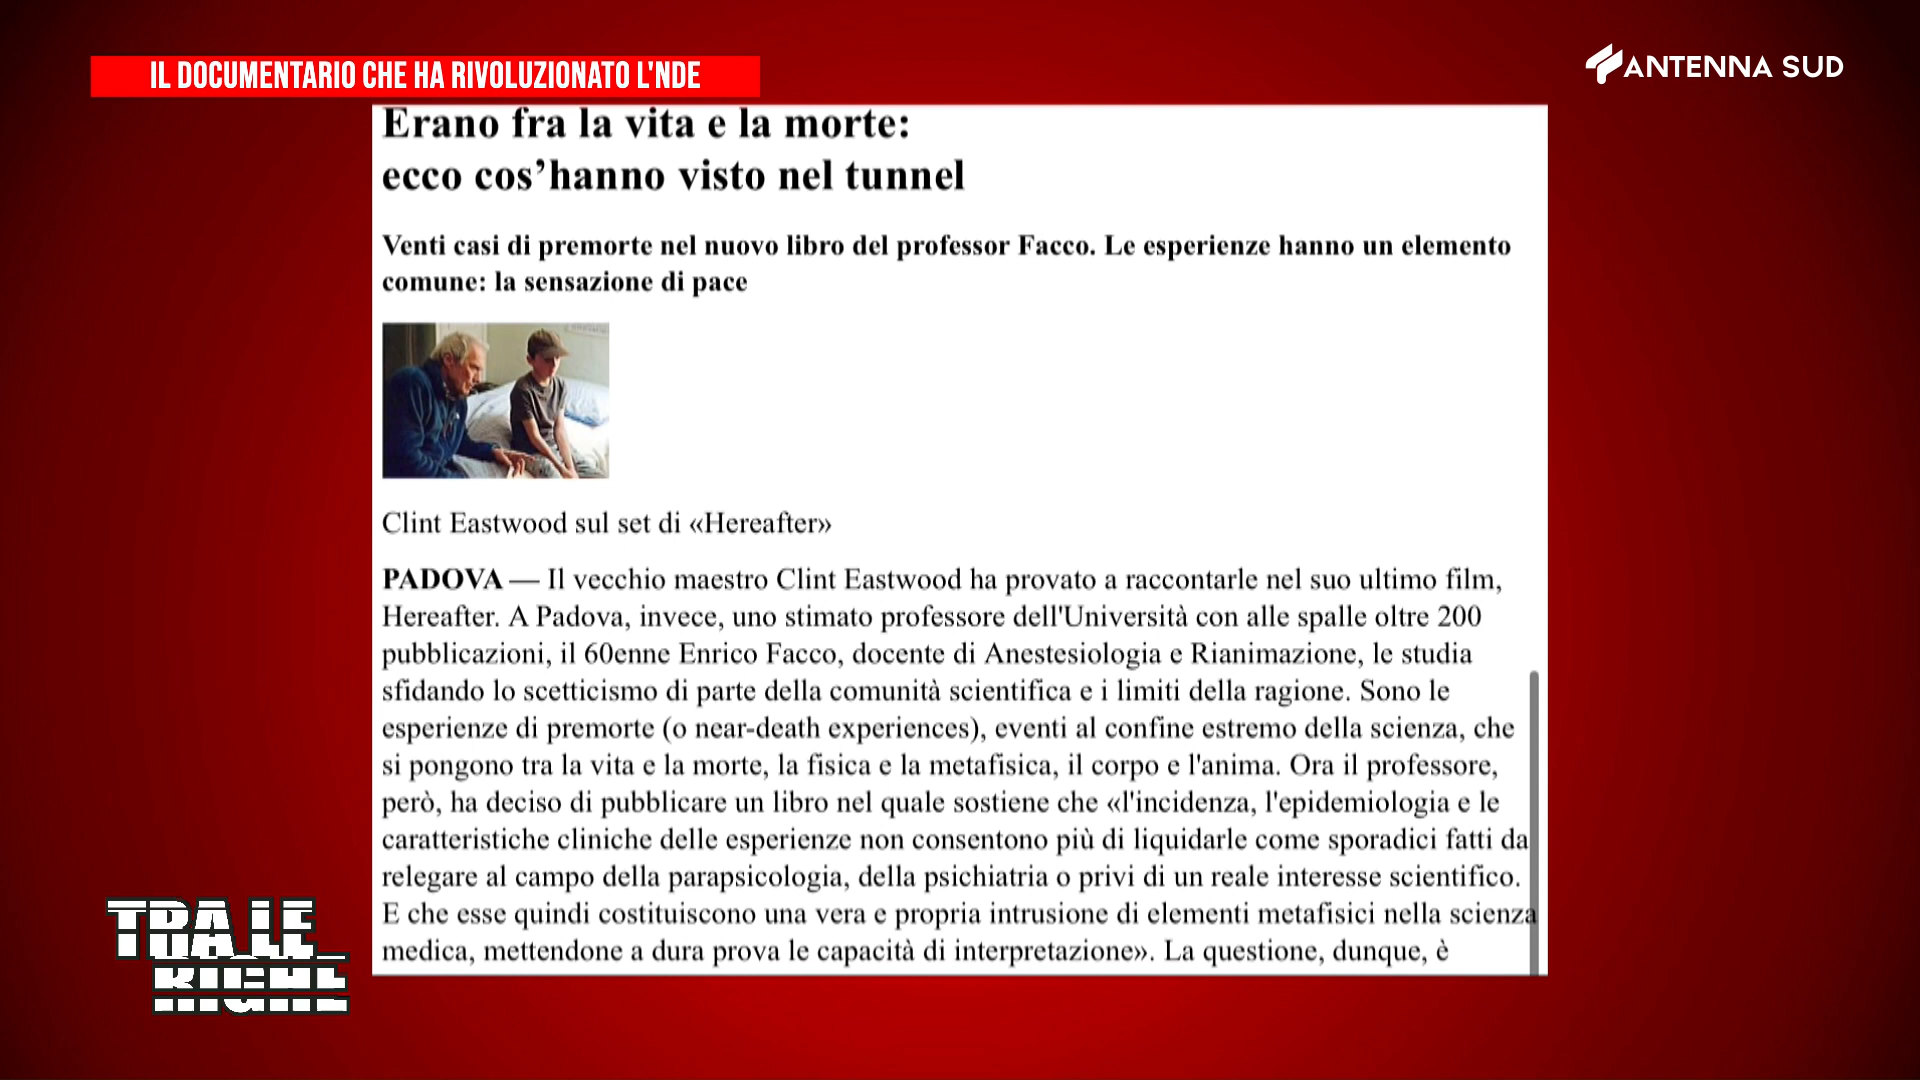 IL DOCUMENTARIO CHE HA RIVOLUZIONATO L'NDE
ANTENNA SUD
Erano fra la vita e la morte:
ecco cos’hanno visto nel tunnel
Venti casi di premorte nel nuovo libro del professor Facco. Le esperienze hanno un elemento
comune: la sensazione di pace
Clint Eastwood sul set di «Hereafter»
PADOVA — Il vecchio maestro Clint Eastwood ha provato a raccontarle nel suo ultimo film,
Hereafter. A Padova, invece, uno stimato professore dell'Università con alle spalle oltre 200
pubblicazioni, il 60enne Enrico Facco, docente di Anestesiologia e Rianimazione, le studia
sfidando lo scetticismo di parte della comunità scientifica e i limiti della ragione. Sono le
esperienze di premorte (o near-death experiences), eventi al confine estremo della scienza, che
si pongono tra la vita e la morte, la fisica e la metafisica, il corpo e l'anima. Ora il professore,
però, ha deciso di pubblicare un libro nel quale sostiene che «l'incidenza, l'epidemiologia e le
caratteristiche cliniche delle esperienze non consentono più di liquidarle come sporadici fatti da
relegare al campo della parapsicologia, della psichiatria o privi di un reale interesse scientifico.
E che esse quindi costituiscono una vera e propria intrusione di elementi metafisici nella scienza
medica, mettendone a dura prova le capacità di interpretazione». La questione, dunque, è
TRA LE
RIGHE